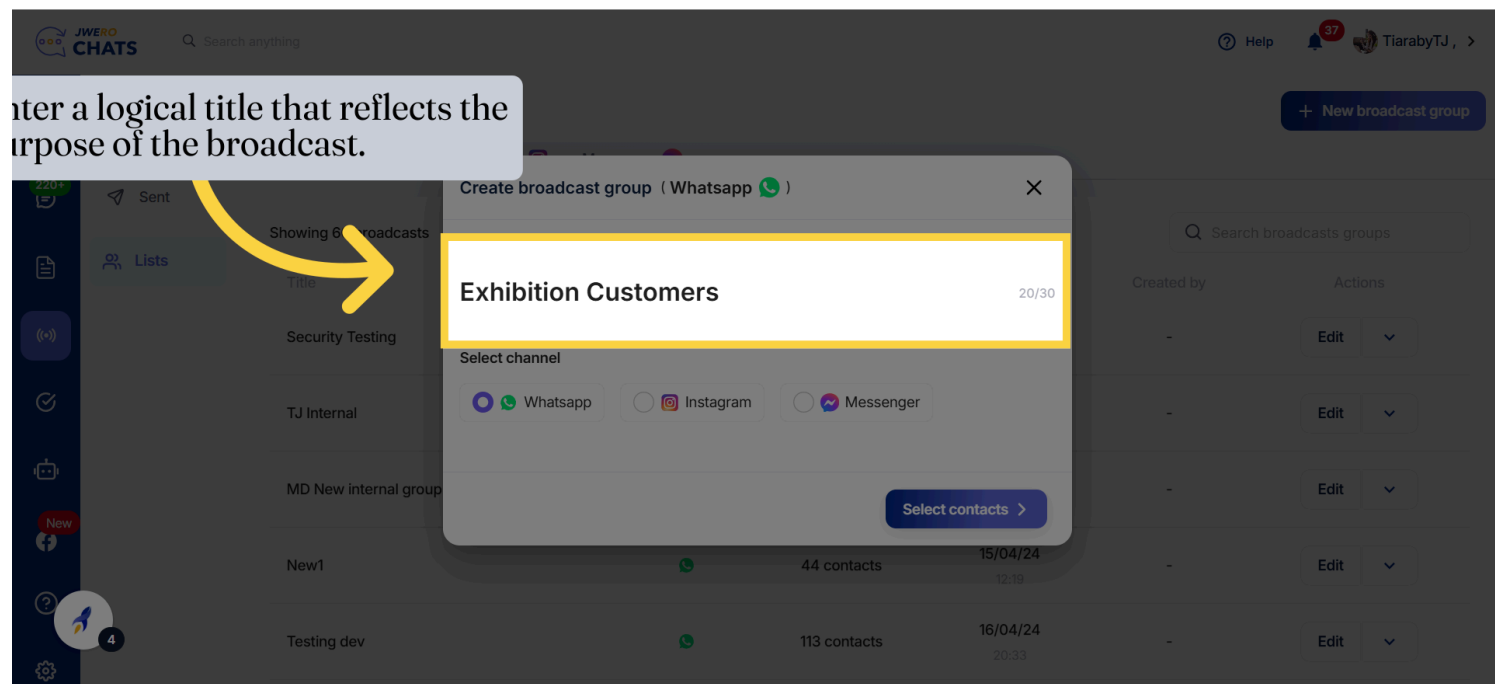 JWERO
CHATS
Search anything
Help
37
TiarabyTJ ,
nter a logical title that reflects the
urpose of the broadcast.
+ New broadcast group
220+
Sent
Create broadcast group ( Whatsapp )
Showing 6 broadcasts
Search broadcasts groups
Lists
Title
Created by
Actions
Exhibition Customers
20/30
Security Testing
-
Edit
Select channel
Whatsapp
Instagram
Messenger
TJ Internal
-
Edit
MD New internal group
-
Edit
Select contacts
New
New1
44 contacts
15/04/24
12:19
-
Edit
4
Testing dev
113 contacts
16/04/24
20:33
-
Edit